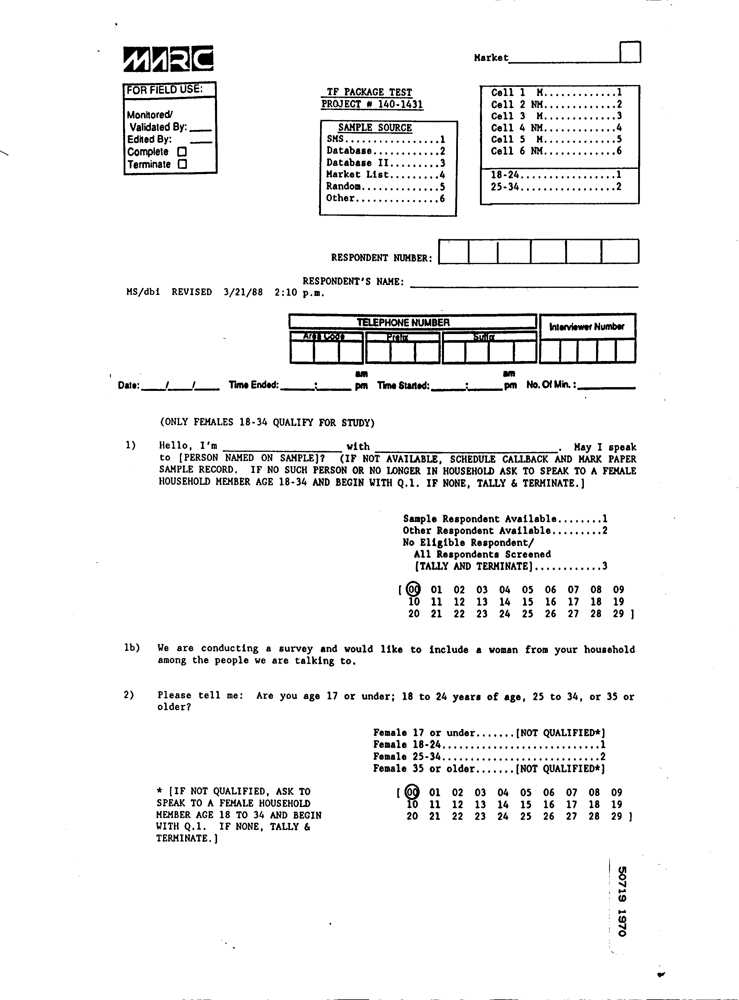 MARC
Market
FOR FIELD USE:
Monitored/
Validated By:
Edited By:
Complete
Terminate
TF PACKAGE TEST
PROJECT # 140-1431
SAMPLE SOURCE
SMS................1
Database...........2
Database II........3
Market List........4
Random.............5
Other..............6
Cell 1 M............1
Cell 2 NM............2
Cell 3 M............3
Cell 4 NM............4
Cell 5 M............5
Cell 6 NM............6
18-24................1
25-34................2
RESPONDENT NUMBER:
RESPONDENT'S NAME:
MS/dbi REVISED 3/21/88 2:10 p.m.
TELEPHONE NUMBER
Interviewer Number
Area Code Prefix Suffix
Date: / / Time Ended: : am pm Time Started: : am pm No. Of Min. :
(ONLY FEMALES 18-34 QUALIFY FOR STUDY)
1) Hello, I'm with . May I speak
to [PERSON NAMED ON SAMPLE]? (IF NOT AVAILABLE, SCHEDULE CALLBACK AND MARK PAPER
SAMPLE RECORD. IF NO SUCH PERSON OR NO LONGER IN HOUSEHOLD ASK TO SPEAK TO A FEMALE
HOUSEHOLD MEMBER AGE 18-34 AND BEGIN WITH Q.1. IF NONE, TALLY & TERMINATE.]
Sample Respondent Available........1
Other Respondent Available.........2
No Eligible Respondent/
All Respondents Screened
[TALLY AND TERMINATE]............3
[ 00 01 02 03 04 05 06 07 08 09
10 11 12 13 14 15 16 17 18 19
20 21 22 23 24 25 26 27 28 29 ]
1b) We are conducting a survey and would like to include a woman from your household
among the people we are talking to.
2) Please tell me: Are you age 17 or under; 18 to 24 years of age, 25 to 34, or 35 or
older?
Female 17 or under.......[NOT QUALIFIED*]
Female 18-24...........................1
Female 25-34...........................2
Female 35 or older.......[NOT QUALIFIED*]
* [IF NOT QUALIFIED, ASK TO
SPEAK TO A FEMALE HOUSEHOLD
MEMBER AGE 18 TO 34 AND BEGIN
WITH Q.1. IF NONE, TALLY &
TERMINATE.]
[ 00 01 02 03 04 05 06 07 08 09
10 11 12 13 14 15 16 17 18 19
20 21 22 23 24 25 26 27 28 29 ]
50719 1970